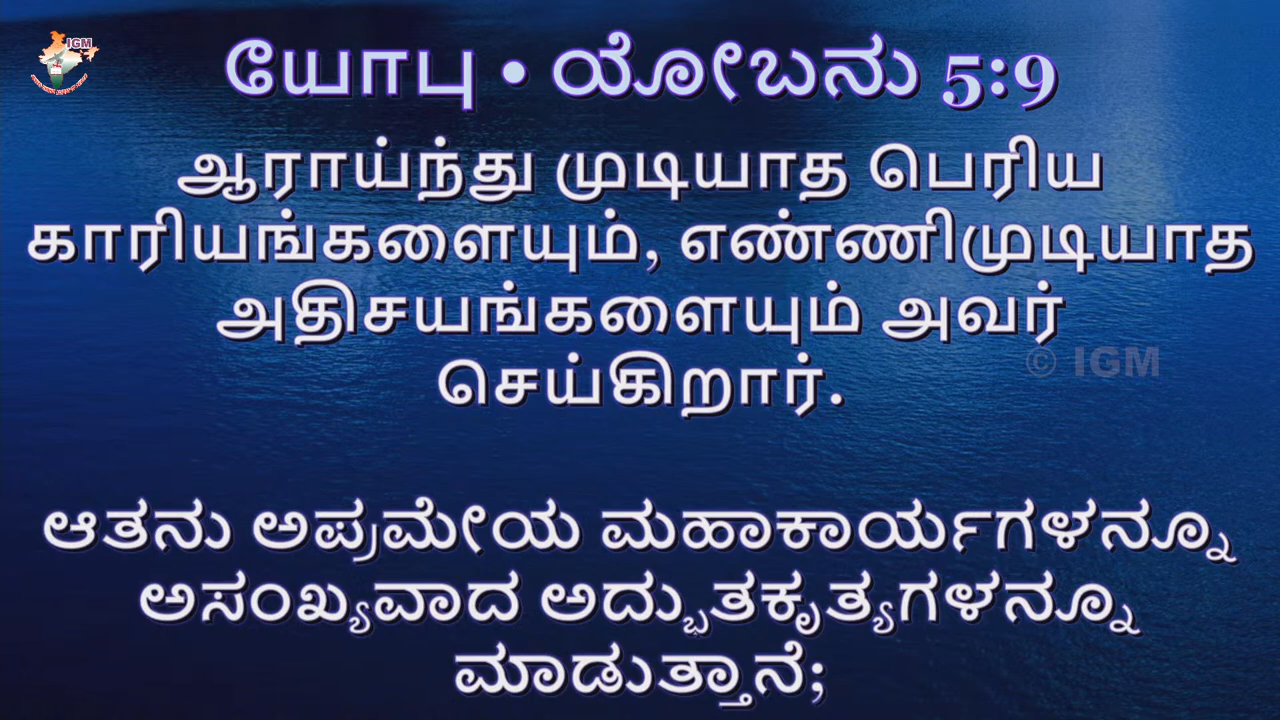 IGM
யோபு • ಯೋಬನು 5:9
ஆராய்ந்து முடியாத பெரிய
காரியங்களையும், எண்ணிமுடியாத
அதிசயங்களையும் அவர்
செய்கிறார்.
© IGM
ಆತನು ಅಪ್ರಮೇಯ ಮಹಾಕಾರ್ಯಗಳನ್ನೂ
ಅಸಂಖ್ಯವಾದ ಅದ್ಭುತಕೃತ್ಯಗಳನ್ನೂ
ಮಾಡುತ್ತಾನೆ;